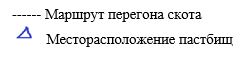 ------ Маршрут перегона скота
Месторасположение пастбищ